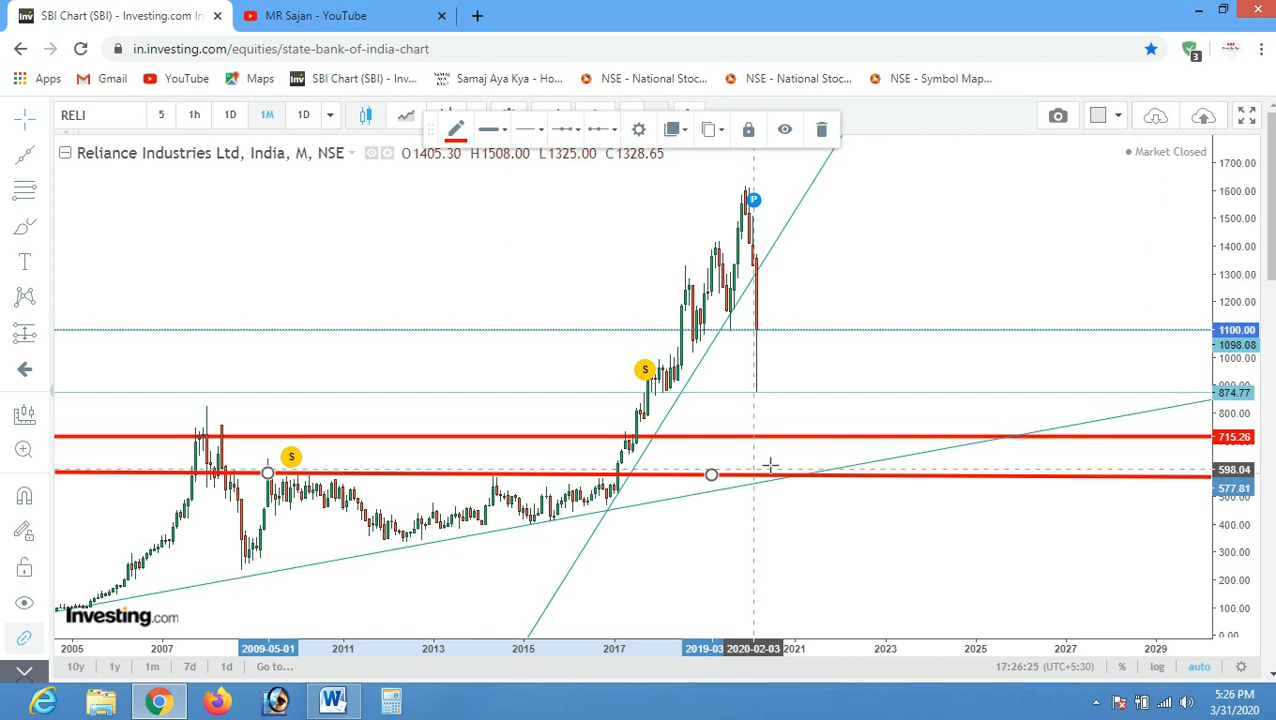 SBI Chart (SBI) - Investing.com In
MR Sajan - YouTube
in.investing.com/equities/state-bank-of-india-chart
3
Apps
Gmail
YouTube
Maps
SBI Chart (SBI) - Inv...
Samaj Aya Kya - Ho...
NSE - National Stoc...
NSE - National Stoc...
NSE - Symbol Map...
RELI
5
1h
1D
1M
1D
Reliance Industries Ltd, India, M, NSE
O1405.30 H1508.00 L1325.00 C1328.65
Market Closed
1700.00
1600.00
1500.00
1400.00
1300.00
1200.00
1100.00
1098.08
1000.00
874.77
800.00
715.26
598.04
577.81
500.00
400.00
300.00
200.00
100.00
0.00
P
S
S
Investing.com
2005
2007
2009-05-01
2011
2013
2015
2017
2019-03
2020-02-03
2021
2023
2025
2027
2029
10y
1y
1m
7d
1d
Go to...
17:26:25 (UTC+5:30)
%
log
auto
5:26 PM
3/31/2020